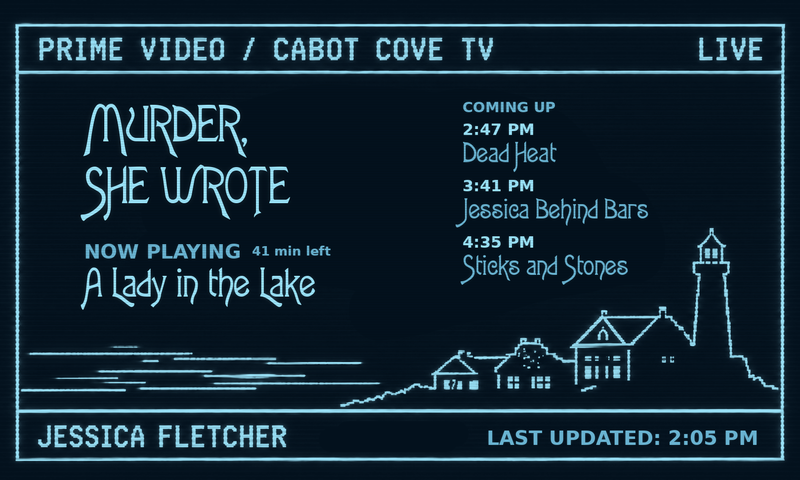 PRIME VIDEO / CABOT COVE TV
LIVE
MURDER,
SHE WROTE
NOW PLAYING 41 min left
A Lady in the Lake
COMING UP
2:47 PM
Dead Heat
3:41 PM
Jessica Behind Bars
4:35 PM
Sticks and Stones
JESSICA FLETCHER
LAST UPDATED: 2:05 PM